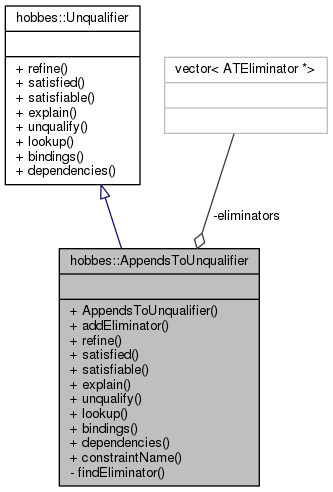 hobbes::Unqualifier
+ refine()
+ satisfied()
+ satisfiable()
+ explain()
+ unqualify()
+ lookup()
+ bindings()
+ dependencies()
vector< ATEliminator *>
-eliminators
hobbes::AppendsToUnqualifier
+ AppendsToUnqualifier()
+ addEliminator()
+ refine()
+ satisfied()
+ satisfiable()
+ explain()
+ unqualify()
+ lookup()
+ bindings()
+ dependencies()
+ constraintName()
- findEliminator()